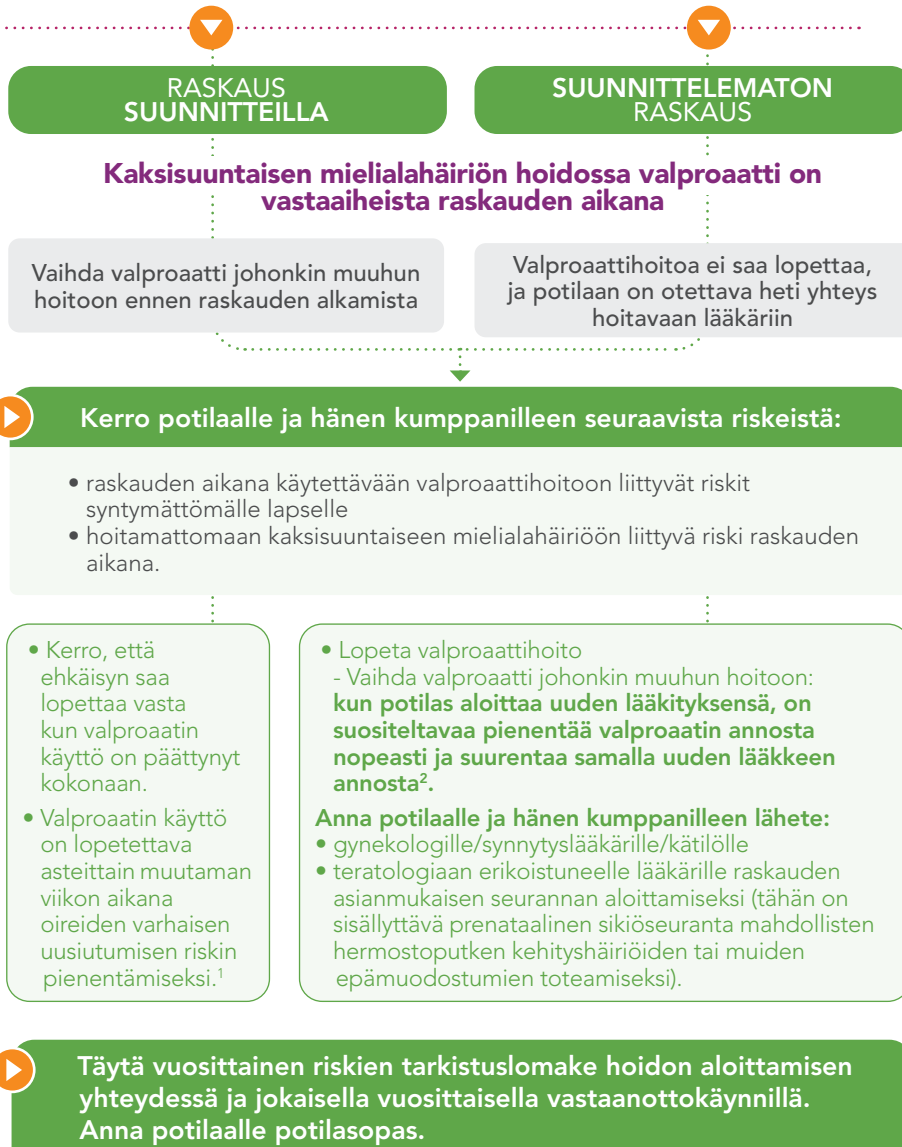 RASKAUS
SUUNNITTEILLA
SUUNNITTELEMATON
RASKAUS
Kaksisuuntaisen mielialahäiriön hoidossa valproaatti on
vastaaiheista raskauden aikana
Vaihda valproaatti johonkin muuhun
hoitoon ennen raskauden alkamista
Valproaattihoitoa ei saa lopettaa,
ja potilaan on otettava heti yhteys
hoitavaan lääkäriin
Kerro potilaalle ja hänen kumppanilleen seuraavista riskeistä:
• raskauden aikana käytettävään valproaattihoitoon liittyvät riskit
syntymättömälle lapselle
• hoitamattomaan kaksisuuntaiseen mielialahäiriöön liittyvä riski raskauden
aikana.
• Kerro, että
ehkäisyn saa
lopettaa vasta
kun valproaatin
käyttö on päättynyt
kokonaan.
• Valproaatin käyttö
on lopetettava
asteittain muutaman
viikon aikana
oireiden varhaisen
uusiutumisen riskin
pienentämiseksi.¹
• Lopeta valproaattihoito
- Vaihda valproaatti johonkin muuhun hoitoon:
kun potilas aloittaa uuden lääkityksensä, on
suositeltavaa pienentää valproaatin annosta
nopeasti ja suurentaa samalla uuden lääkkeen
annosta².
Anna potilaalle ja hänen kumppanilleen lähete:
• gynekologille/synnytyslääkärille/kätilölle
• teratologiaan erikoistuneelle lääkärille raskauden
asianmukaisen seurannan aloittamiseksi (tähän on
sisällyttävä prenataalinen sikiöseuranta mahdollisten
hermostoputken kehityshäiriöiden tai muiden
epämuodostumien toteamiseksi).
Täytä vuosittainen riskien tarkistuslomake hoidon aloittamisen
yhteydessä ja jokaisella vuosittaisella vastaanottokäynnillä.
Anna potilaalle potilasopas.